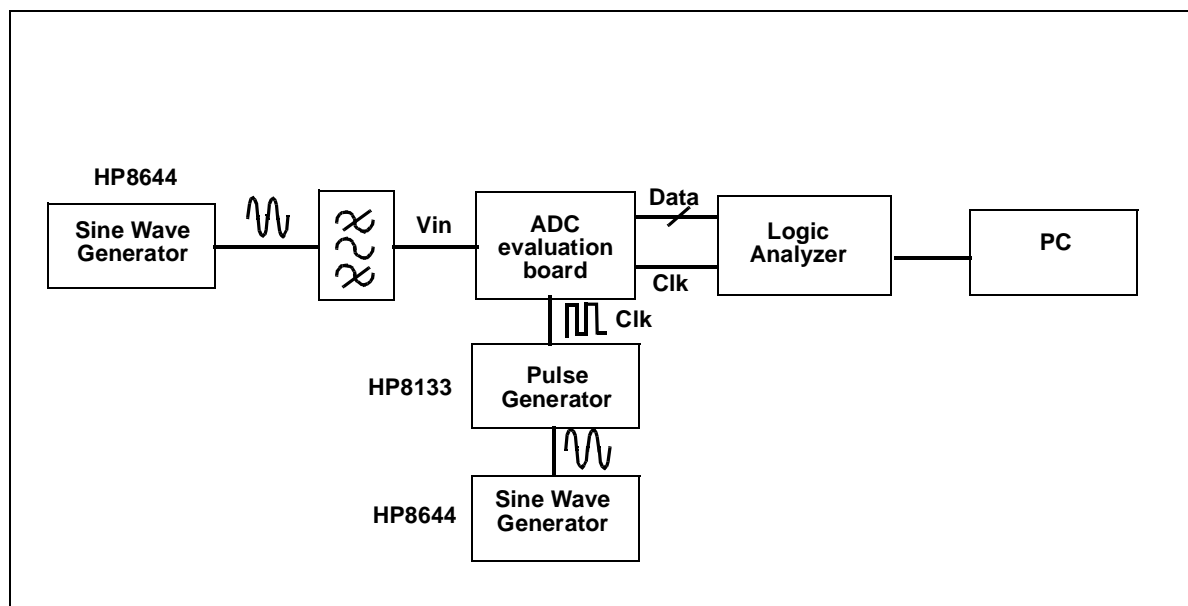 HP8644
Sine Wave
Generator
Vin
ADC
evaluation
board
Data
Clk
Logic
Analyzer
PC
Clk
HP8133
Pulse
Generator
HP8644
Sine Wave
Generator